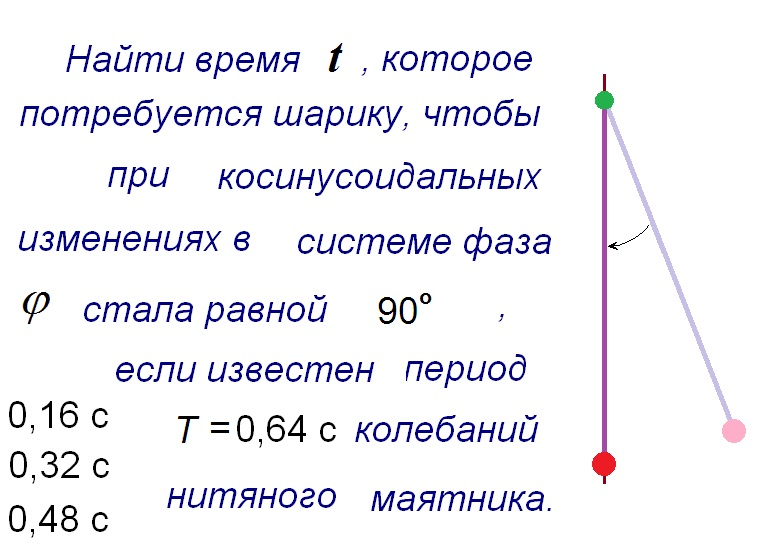 Найти время t , которое
потребуется шарику, чтобы
при косинусоидальных
изменениях в системе фаза
φ стала равной 90° ,
если известен период
T = 0,64 с колебаний
нитяного маятника.
0,16 с
0,32 с
0,48 с